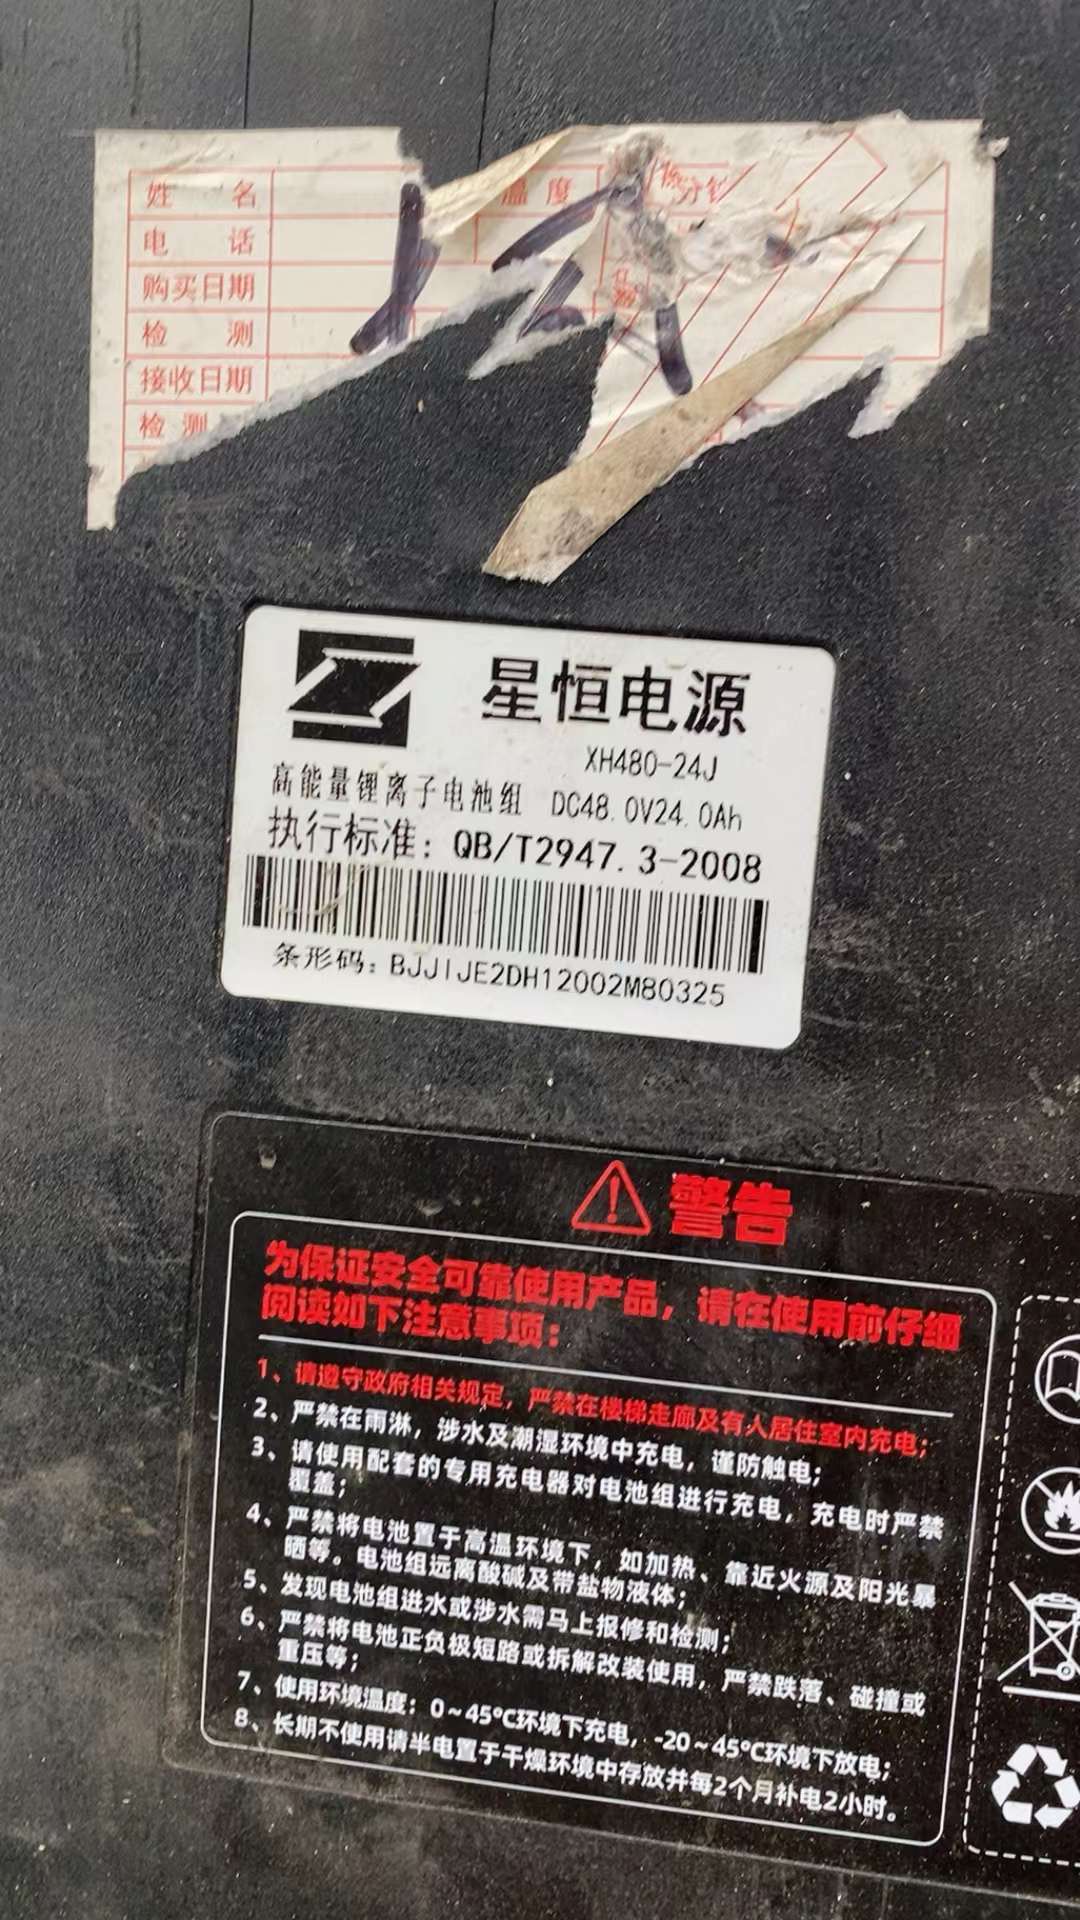 姓 名
温 度
分钟
电 话
购买日期
检 测
接收日期
检 测
星恒电源
XH480-24J
高能量锂离子电池组 DC48.0V24.0Ah
执行标准：QB/T2947.3-2008
条形码：BJJIJE2DH12002M80325
警告
为保证安全可靠使用产品，请在使用前仔细
阅读如下注意事项：
1、请遵守政府相关规定，严禁在楼梯走廊及有人居住室内充电；
2、严禁在雨淋，涉水及潮湿环境中充电，谨防触电；
3、请使用配套的专用充电器对电池组进行充电，充电时严禁
覆盖；
4、严禁将电池置于高温环境下，如加热、靠近火源及阳光暴
晒等。电池组远离酸碱及带盐物液体；
5、发现电池组进水或涉水需马上报修和检测；
6、严禁将电池正负极短路或拆解改装使用，严禁跌落、碰撞或
重压等；
7、使用环境温度：0～45°C环境下充电，-20～45°C环境下放电；
8、长期不使用请半电置于干燥环境中存放并每2个月补电2小时。